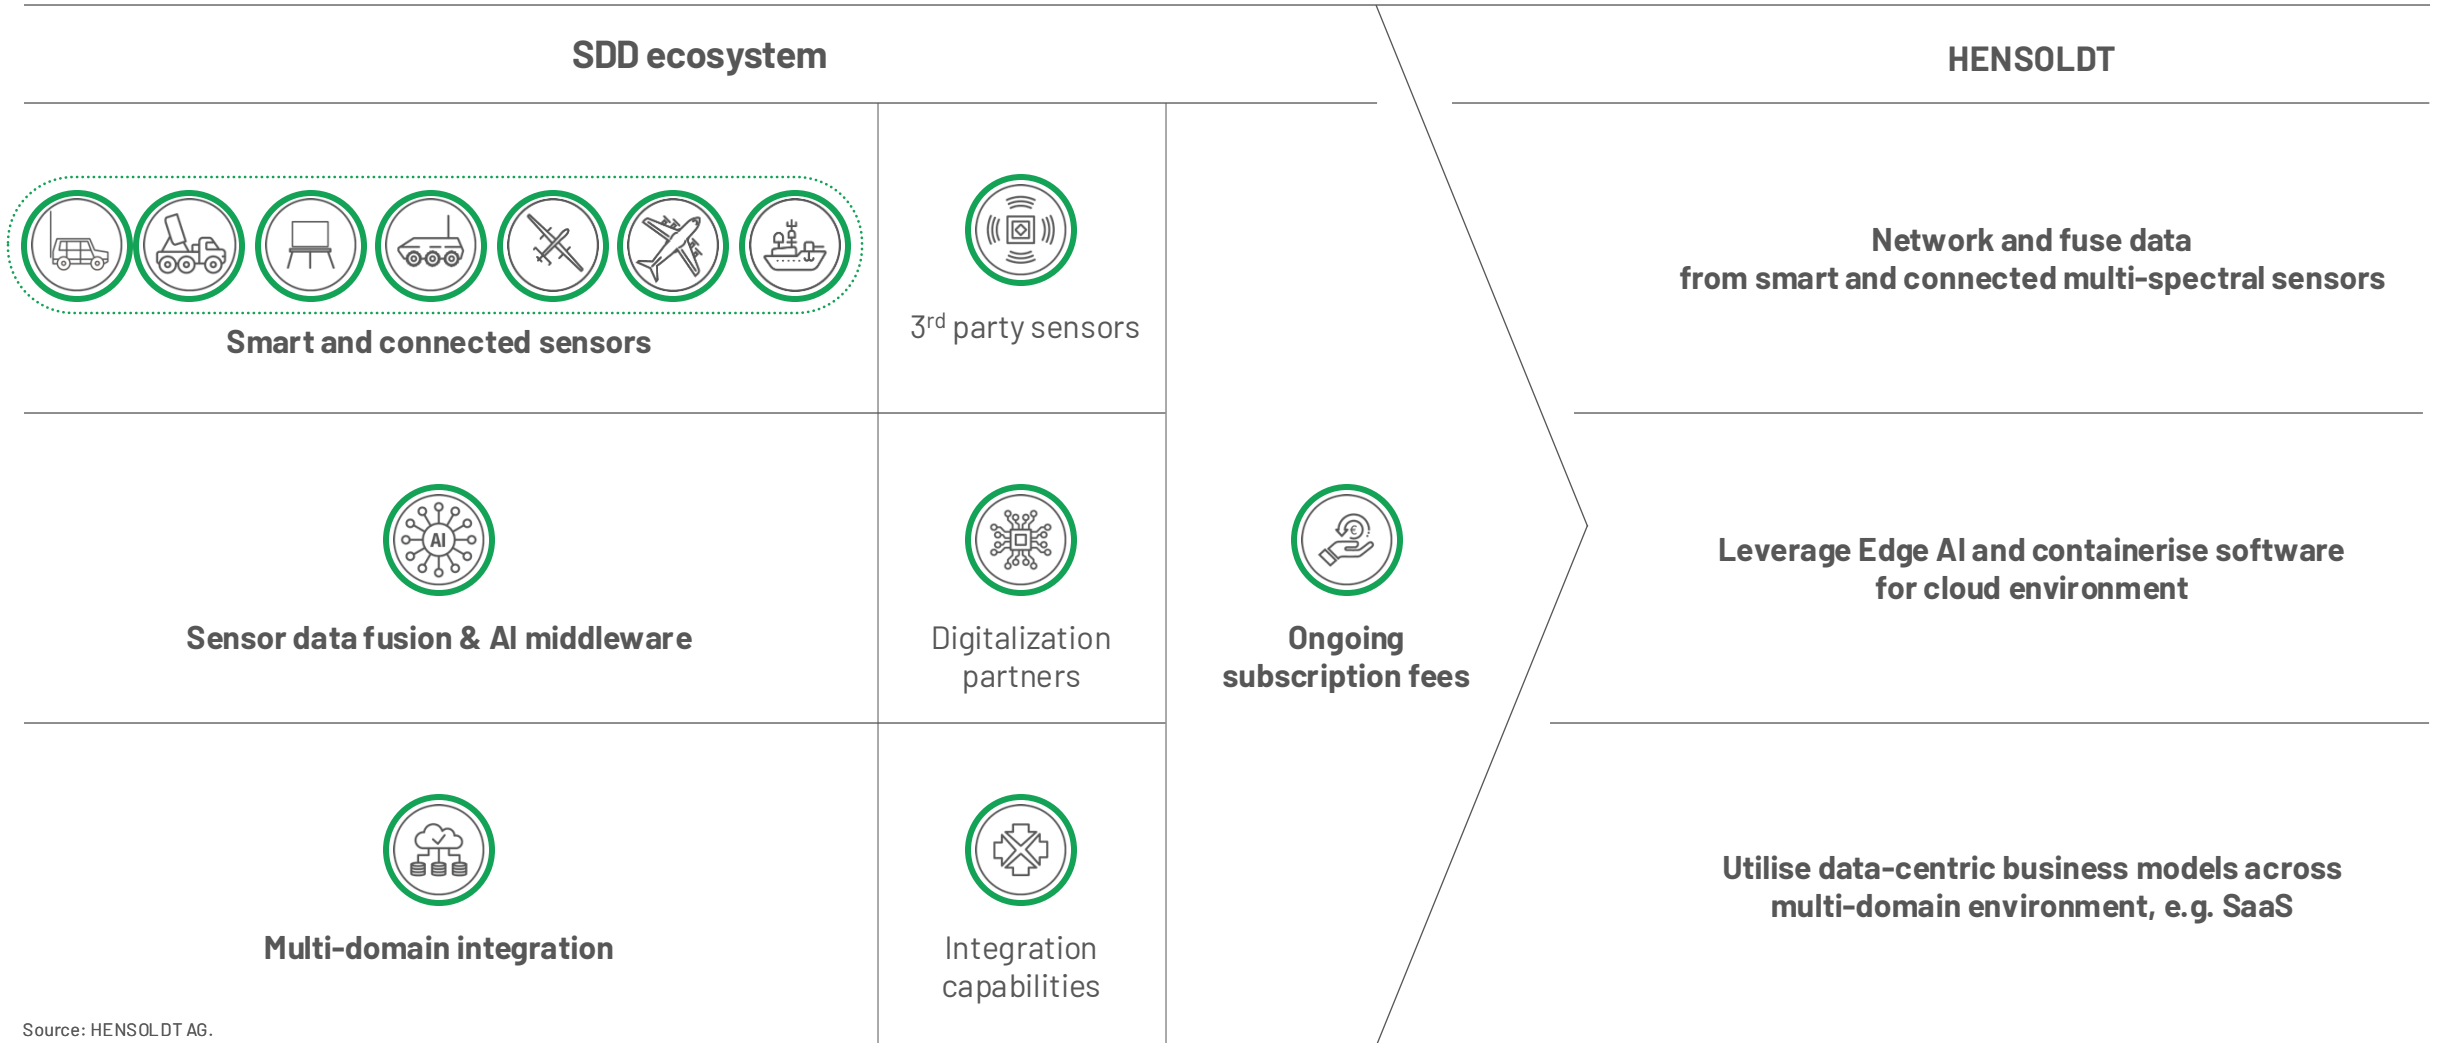 SDD ecosystem
HENSOLDT
Smart and connected sensors
3rd party sensors
Network and fuse data
from smart and connected multi-spectral sensors
AI
Sensor data fusion & AI middleware
Digitalization
partners
€
Ongoing
subscription fees
Leverage Edge AI and containerise software
for cloud environment
Multi-domain integration
Integration
capabilities
Utilise data-centric business models across
multi-domain environment, e.g. SaaS
Source: HENSOLDT AG.